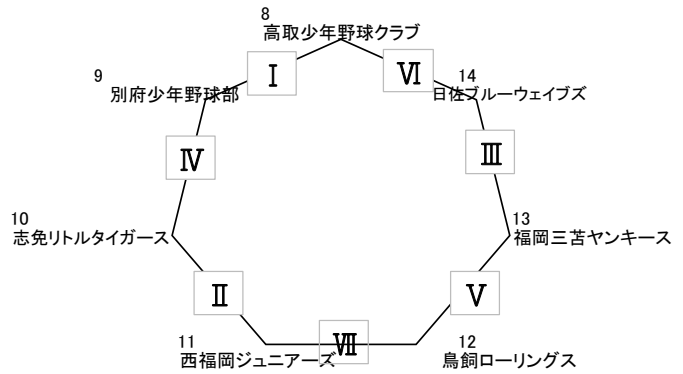 8
高取少年野球クラブ
Ⅰ
Ⅵ
9
別府少年野球部
14
日佐ブルーウェイブズ
Ⅳ
Ⅲ
10
志免リトルタイガース
13
福岡三苫ヤンキース
Ⅱ
Ⅴ
11
西福岡ジュニアーズ
Ⅶ
12
鳥飼ローリングス